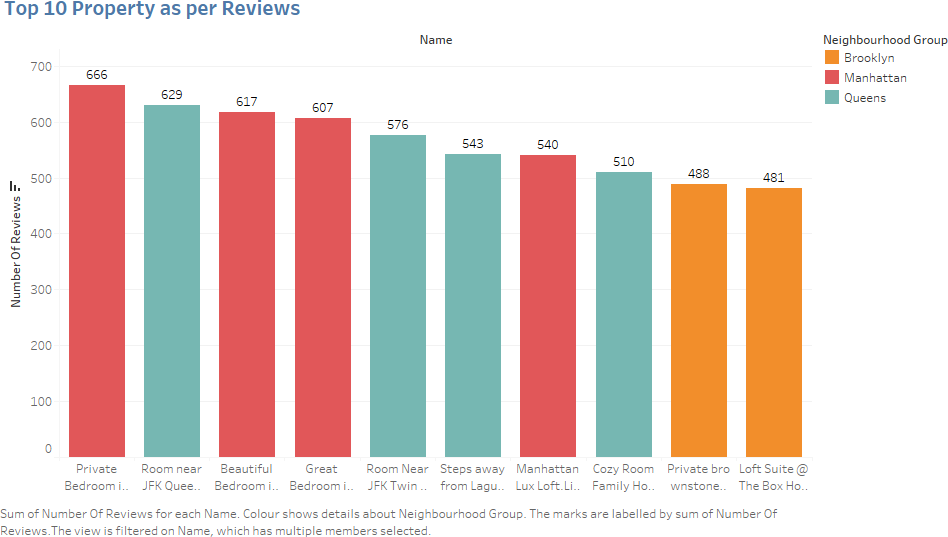 Top 10 Property as per Reviews
Name
Neighbourhood Group
Brooklyn
Manhattan
Queens
Number Of Reviews
700
600
500
400
300
200
100
0
666
629
617
607
576
543
540
510
488
481
Private
Bedroom i..
Room near
JFK Quee..
Beautiful
Bedroom i..
Great
Bedroom i..
Room Near
JFK Twin ..
Steps away
from Lagu..
Manhattan
Lux Loft.Li..
Cozy Room
Family Ho..
Private bro
wnstone..
Loft Suite @
The Box Ho..
Sum of Number Of Reviews for each Name. Colour shows details about Neighbourhood Group. The marks are labelled by sum of Number Of
Reviews.The view is filtered on Name, which has multiple members selected.